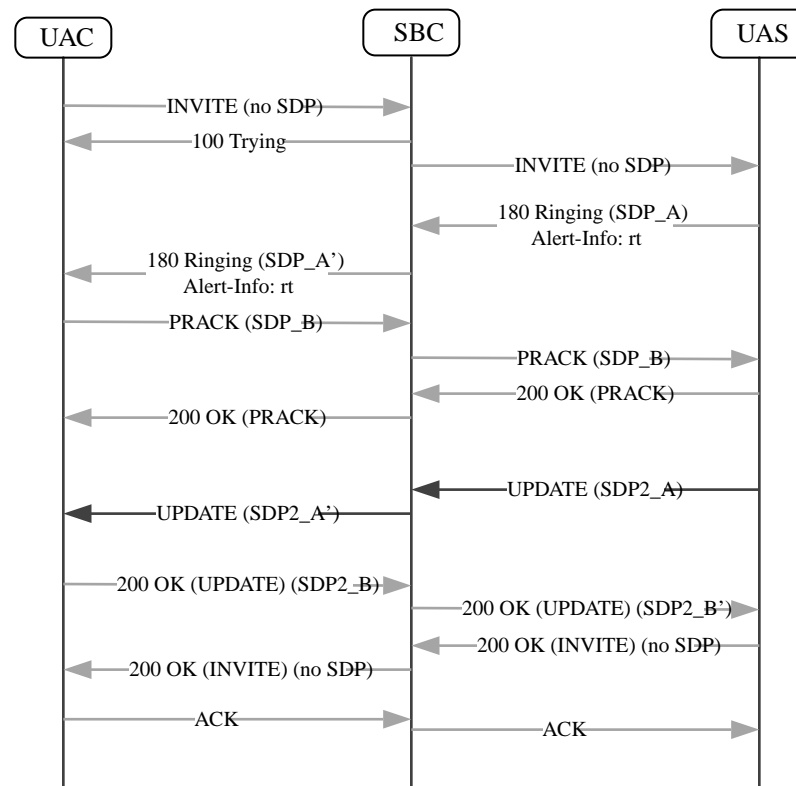 UAC
SBC
UAS
INVITE (no SDP)
100 Trying
INVITE (no SDP)
180 Ringing (SDP_A)
Alert-Info: rt
180 Ringing (SDP_A’)
Alert-Info: rt
PRACK (SDP_B)
PRACK (SDP_B)
200 OK (PRACK)
200 OK (PRACK)
UPDATE (SDP2_A)
UPDATE (SDP2_A’)
200 OK (UPDATE) (SDP2_B)
200 OK (UPDATE) (SDP2_B’)
200 OK (INVITE) (no SDP)
200 OK (INVITE) (no SDP)
ACK
ACK